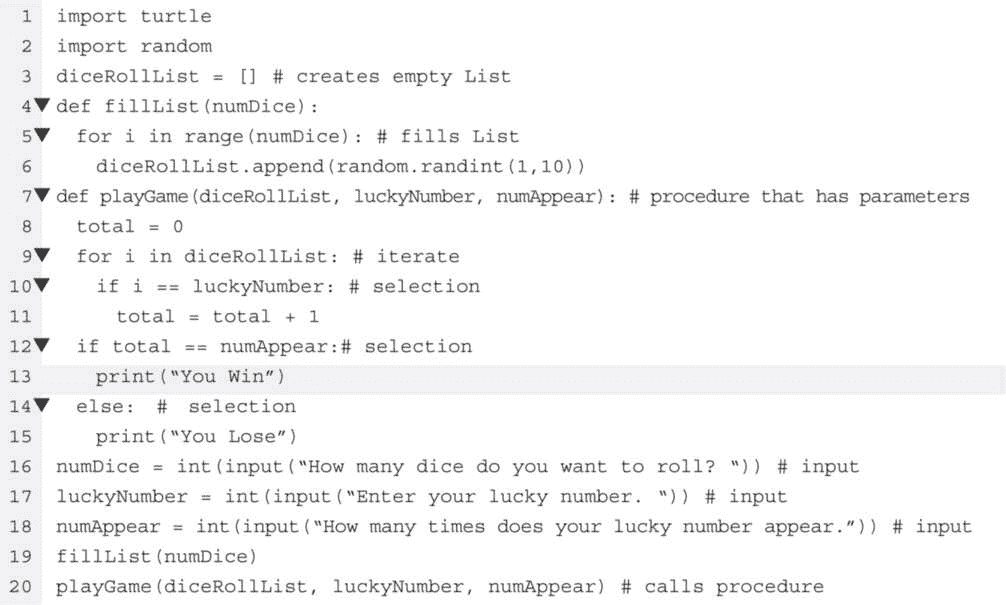 1 import turtle
2 import random
3 diceRollList = [] # creates empty List
4▼ def fillList(numDice):
5▼   for i in range(numDice): # fills List
6     diceRollList.append(random.randint(1,10))
7▼ def playGame(diceRollList, luckyNumber, numAppear): # procedure that has parameters
8   total = 0
9▼   for i in diceRollList: # iterate
10▼     if i == luckyNumber: # selection
11       total = total + 1
12▼   if total == numAppear:# selection
13     print(“You Win”)
14▼   else: # selection
15     print(“You Lose”)
16 numDice = int(input(“How many dice do you want to roll? “)) # input
17 luckyNumber = int(input(“Enter your lucky number. “)) # input
18 numAppear = int(input(“How many times does your lucky number appear.”)) # input
19 fillList(numDice)
20 playGame(diceRollList, luckyNumber, numAppear) # calls procedure